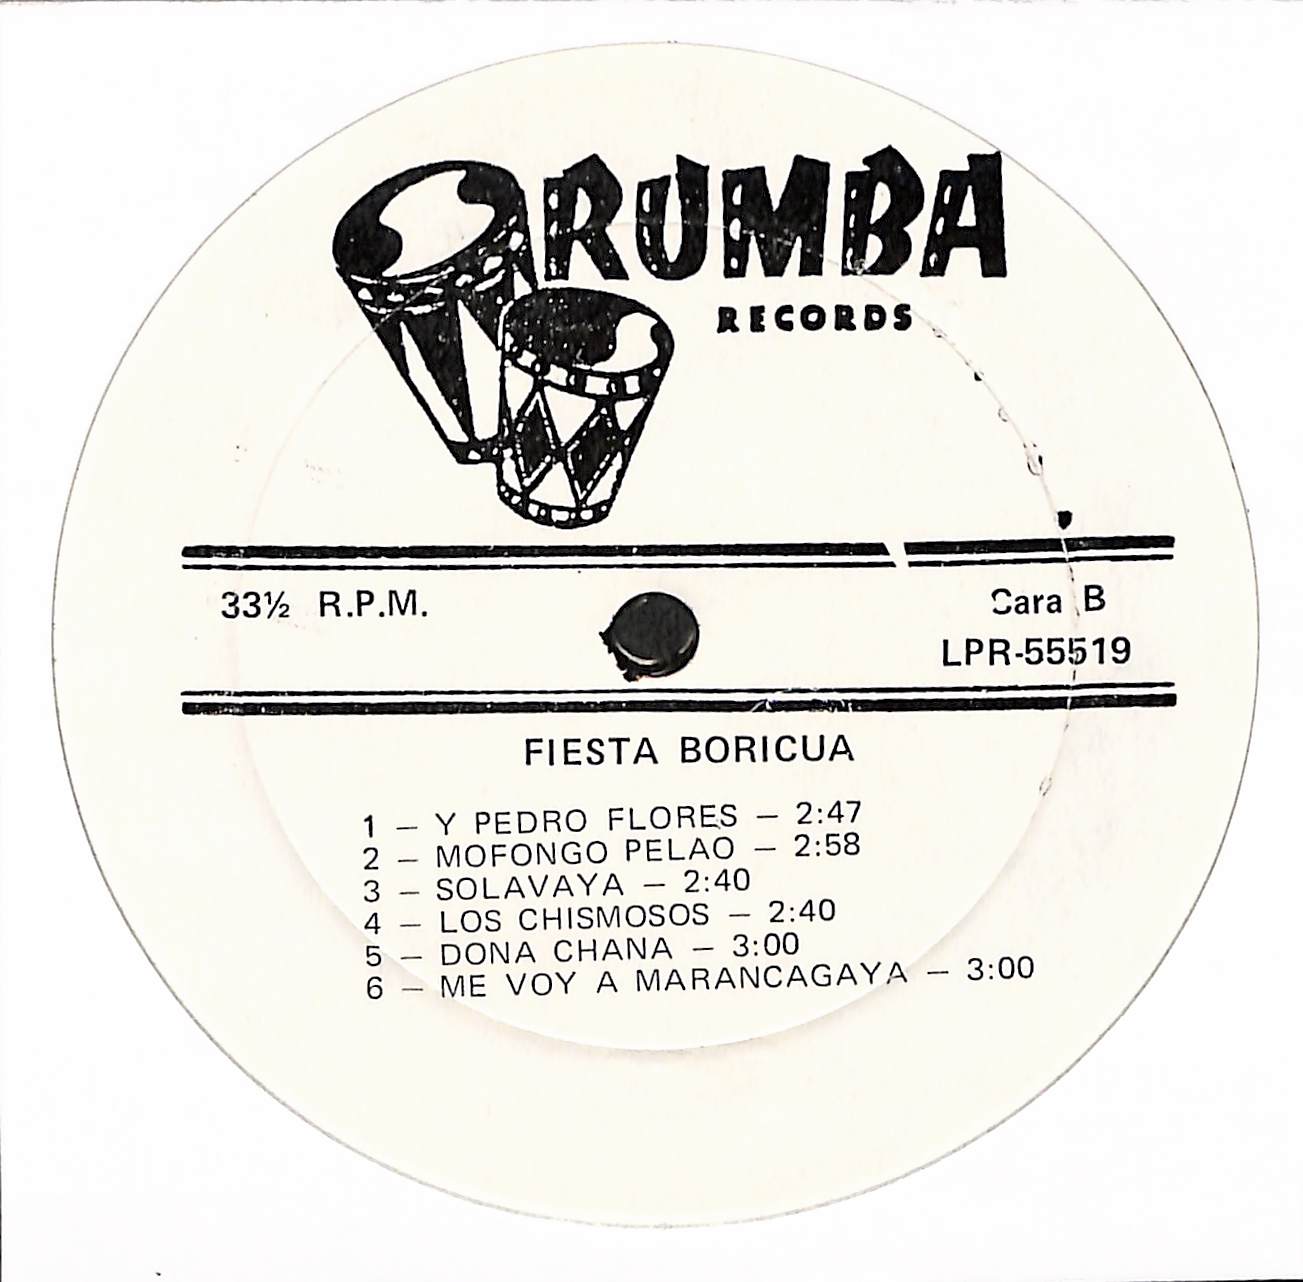 RUMBA
RECORDS
33½ R.P.M.
Cara B
LPR-55519
FIESTA BORICUA
1 — Y PEDRO FLORES — 2:47
2 — MOFONGO PELAO — 2:58
3 — SOLAVAYA — 2:40
4 — LOS CHISMOSOS — 2:40
5 — DONA CHANA — 3:00
6 — ME VOY A MARANCAGAYA — 3:00